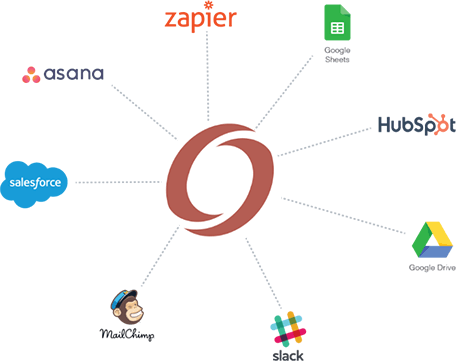 zapier
Google
Sheets
asana
HubSpot
salesforce
Google Drive
MailChimp
slack